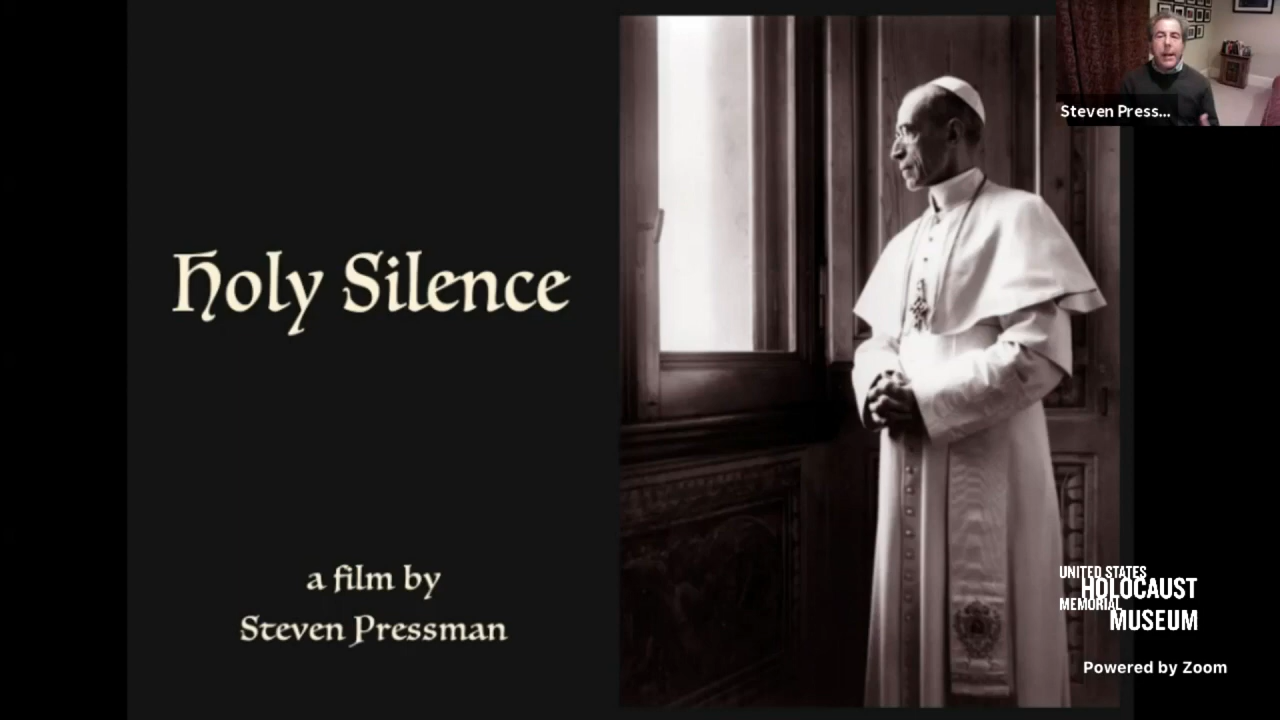 Holy Silence
a film by
Steven Pressman
Steven Press...
UNITED STATES
HOLOCAUST
MEMORIAL
MUSEUM
Powered by Zoom